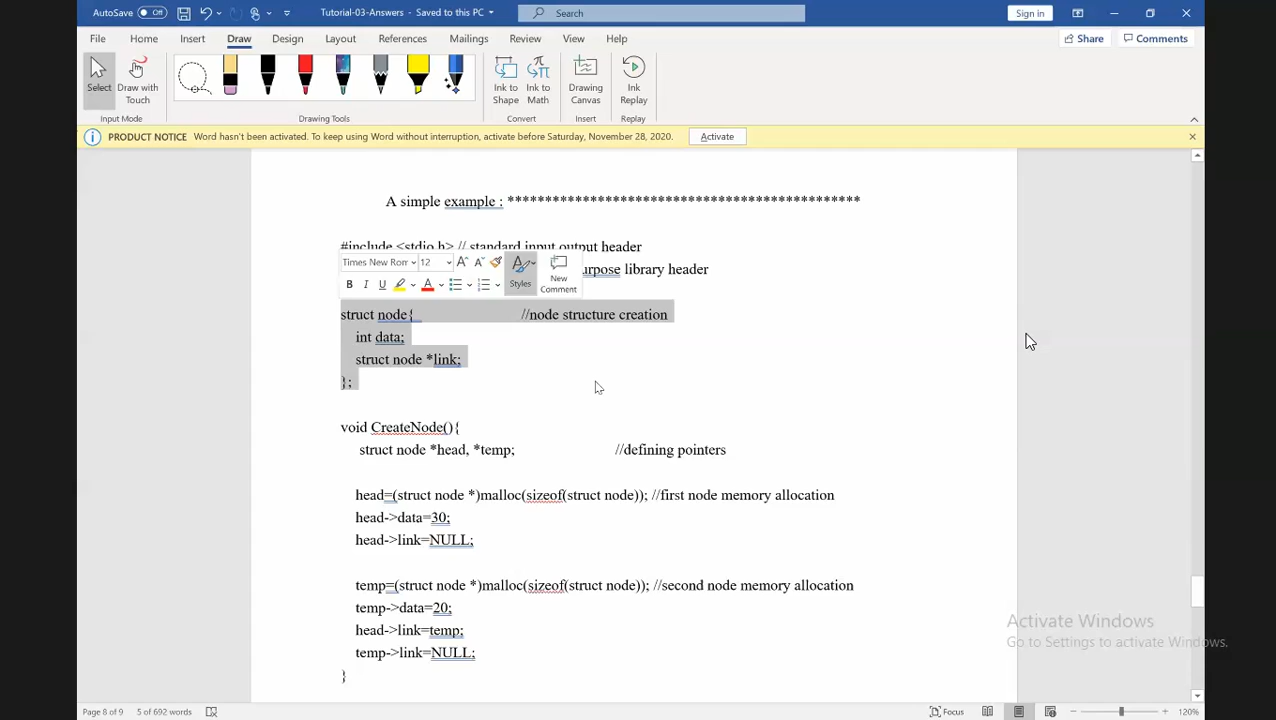 AutoSave Off Tutorial-03-Answers - Saved to this PC Search Sign in
File Home Insert Draw Design Layout References Mailings Review View Help Share Comments
Select Draw with Touch Ink to Shape Ink to Math Drawing Canvas Ink Replay
Input Mode Drawing Tools Convert Insert Replay
PRODUCT NOTICE Word hasn't been activated. To keep using Word without interruption, activate before Saturday, November 28, 2020. Activate
A simple example : ***********************************************
#include <stdio.h> // standard input output header
Times New Rom 12 A A Styles New Comment
urpose library header
B I U A
struct node{ //node structure creation
int data;
struct node *link;
};
void CreateNode(){
struct node *head, *temp; //defining pointers
head=(struct node *)malloc(sizeof(struct node)); //first node memory allocation
head->data=30;
head->link=NULL;
temp=(struct node *)malloc(sizeof(struct node)); //second node memory allocation
temp->data=20;
head->link=temp;
temp->link=NULL;
}
Activate Windows
Go to Settings to activate Windows.
Page 8 of 9 5 of 692 words Focus 120%